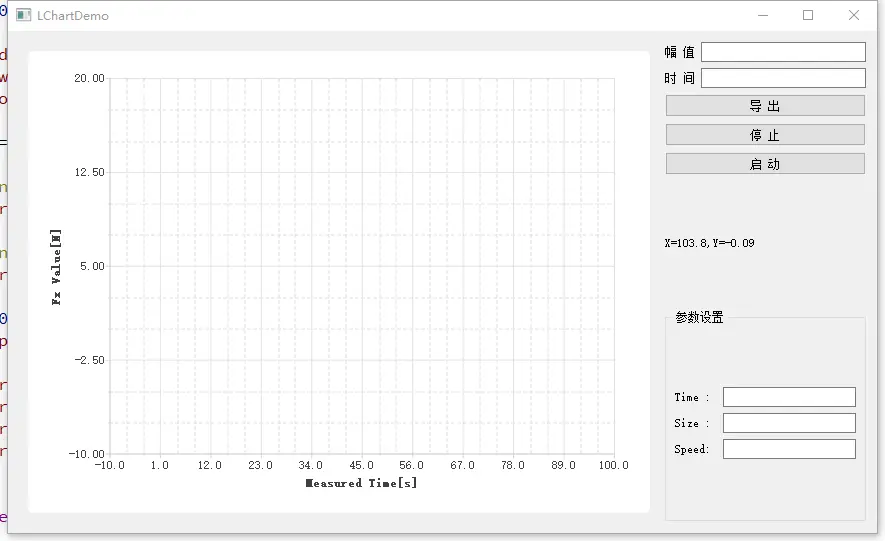 LChartDemo
幅 值
时 间
导 出
停 止
启 动
X=103.8,Y=-0.09
参数设置
Time :
Size :
Speed:
20.00
12.50
5.00
-2.50
-10.00
Fx Value[N]
-10.0 1.0 12.0 23.0 34.0 45.0 56.0 67.0 78.0 89.0 100.0
Measured Time[s]